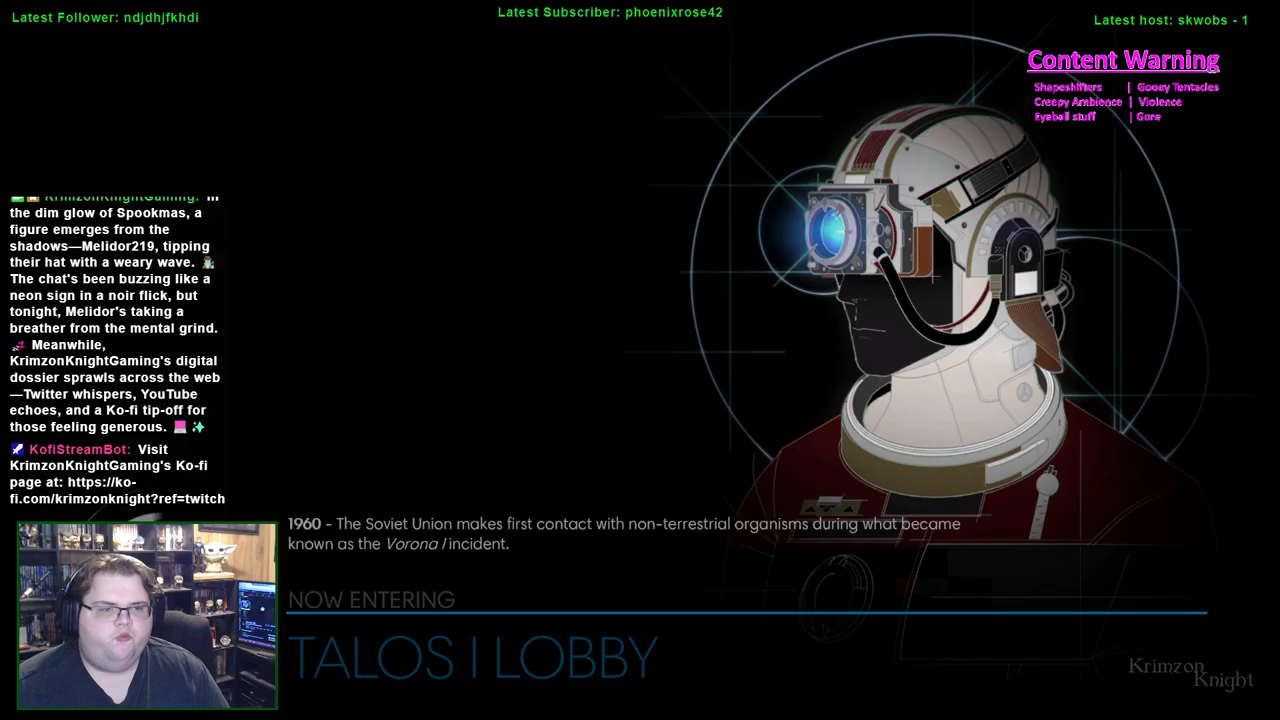 Latest Follower: ndjdhjfkhdi
Latest Subscriber: phoenixrose42
Latest host: skwobs - 1
Content Warning
Shapeshifters | Gooey Tentacles
Creepy Ambience | Violence
Eyeball stuff | Gore
KrimzonKnightGaming: In
the dim glow of Spookmas, a
figure emerges from the
shadows—Melidor219, tipping
their hat with a weary wave.
The chat's been buzzing like a
neon sign in a noir flick, but
tonight, Melidor's taking a
breather from the mental grind.
Meanwhile,
KrimzonKnightGaming's digital
dossier sprawls across the web
—Twitter whispers, YouTube
echoes, and a Ko-fi tip-off for
those feeling generous.
KofiStreamBot: Visit
KrimzonKnightGaming's Ko-fi
page at: https://ko-
fi.com/krimzonknight?ref=twitch
1960 - The Soviet Union makes first contact with non-terrestrial organisms during what became
known as the Vorona I incident.
NOW ENTERING
TALOS I LOBBY
Krimzon
Knight